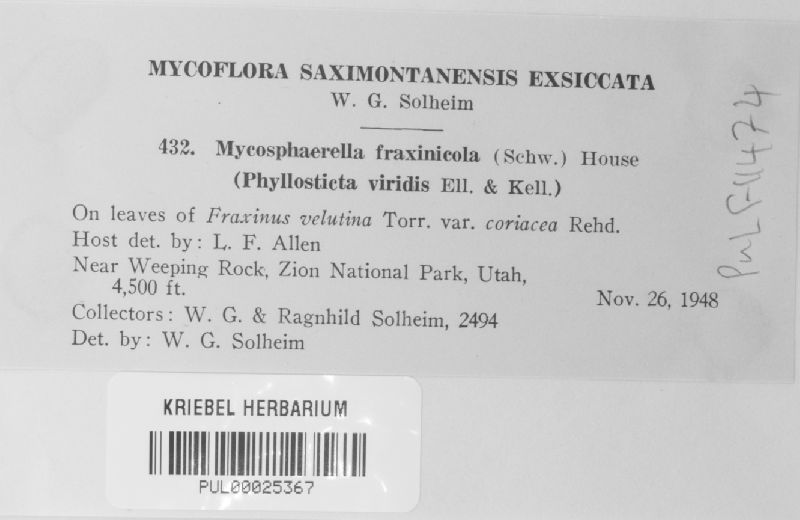 MYCOFLORA SAXIMONTANENSIS EXSICCATA
W. G. Solheim
432. Mycosphaerella fraxinicola (Schw.) House
(Phyllosticta viridis Ell. & Kell.)
On leaves of Fraxinus velutina Torr. var. coriacea Rehd.
Host det. by: L. F. Allen
Near Weeping Rock, Zion National Park, Utah,
4,500 ft.
Nov. 26, 1948
Collectors: W. G. & Ragnhild Solheim, 2494
Det. by: W. G. Solheim
PuL F-11474
KRIEBEL HERBARIUM
PUL00025367